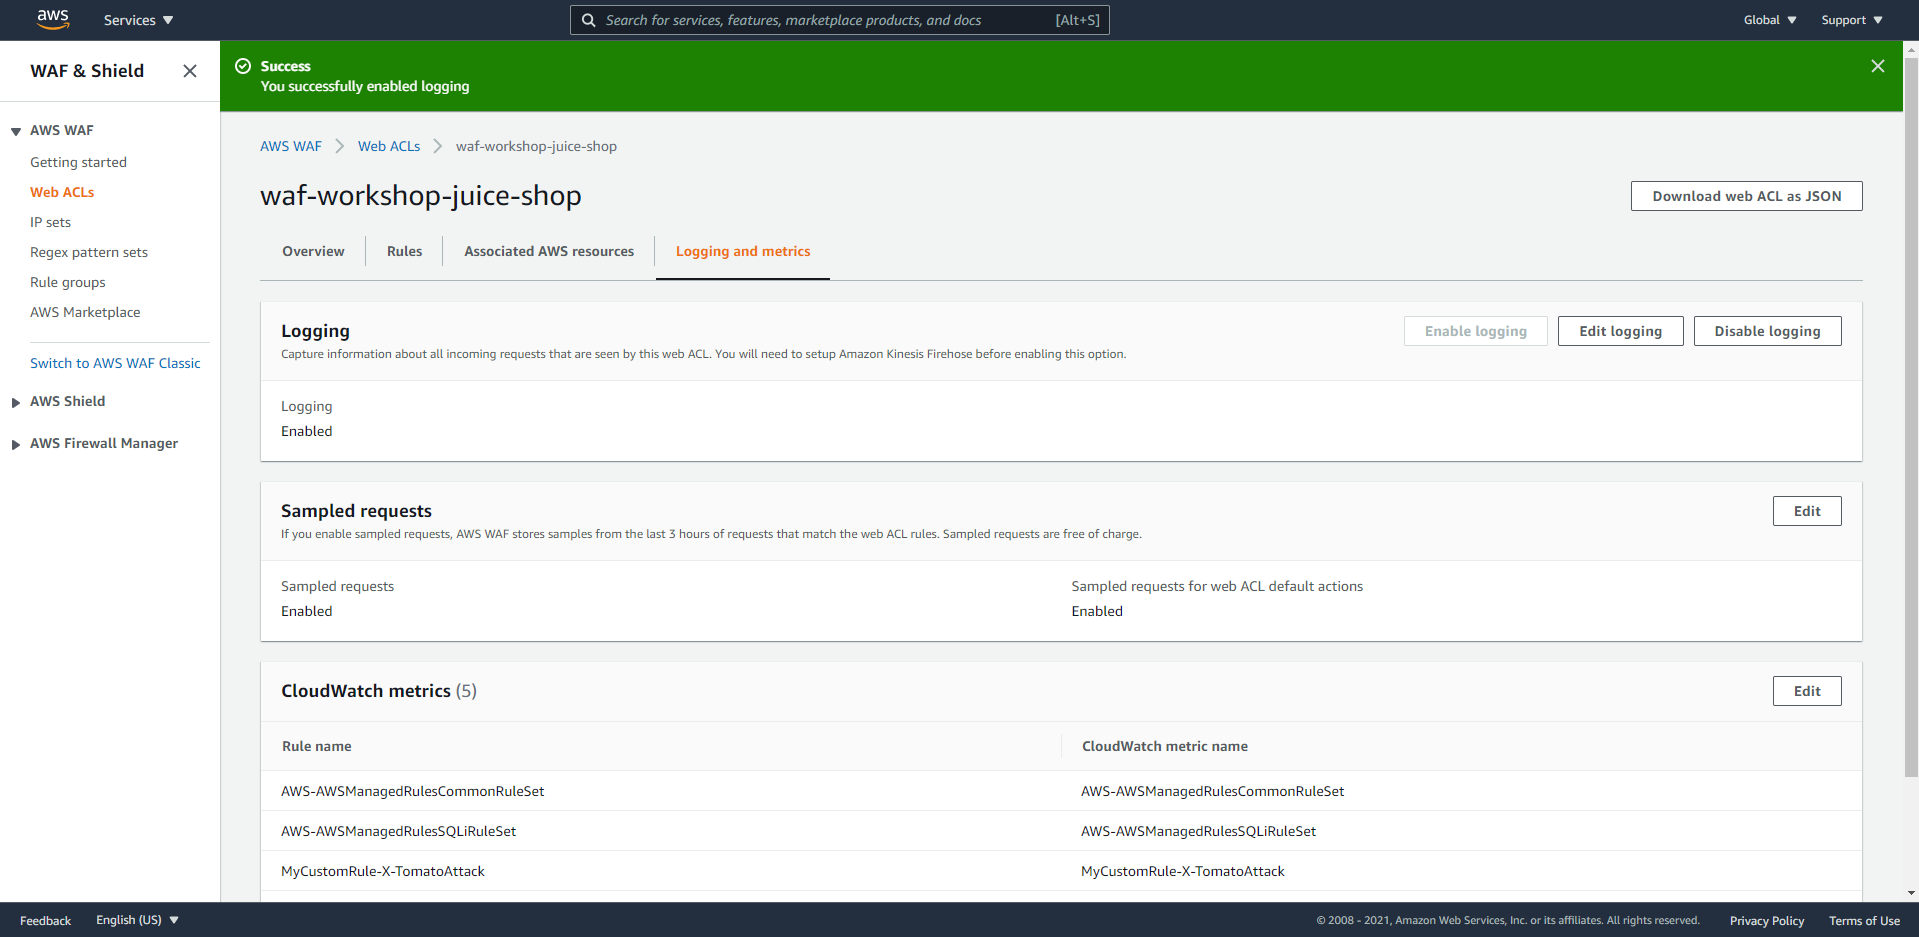 aws
Services
Search for services, features, marketplace products, and docs [Alt+S]
Global
Support
WAF & Shield
AWS WAF
Getting started
Web ACLs
IP sets
Regex pattern sets
Rule groups
AWS Marketplace
Switch to AWS WAF Classic
AWS Shield
AWS Firewall Manager
Success
You successfully enabled logging
AWS WAF > Web ACLs > waf-workshop-juice-shop
waf-workshop-juice-shop
Download web ACL as JSON
Overview Rules Associated AWS resources Logging and metrics
Logging
Capture information about all incoming requests that are seen by this web ACL. You will need to setup Amazon Kinesis Firehose before enabling this option.
Enable logging Edit logging Disable logging
Logging
Enabled
Sampled requests
If you enable sampled requests, AWS WAF stores samples from the last 3 hours of requests that match the web ACL rules. Sampled requests are free of charge.
Edit
Sampled requests Sampled requests for web ACL default actions
Enabled Enabled
CloudWatch metrics (5)
Edit
Rule name CloudWatch metric name
AWS-AWSManagedRulesCommonRuleSet AWS-AWSManagedRulesCommonRuleSet
AWS-AWSManagedRulesSQLiRuleSet AWS-AWSManagedRulesSQLiRuleSet
MyCustomRule-X-TomatoAttack MyCustomRule-X-TomatoAttack
Feedback English (US) © 2008 - 2021, Amazon Web Services, Inc. or its affiliates. All rights reserved. Privacy Policy Terms of Use